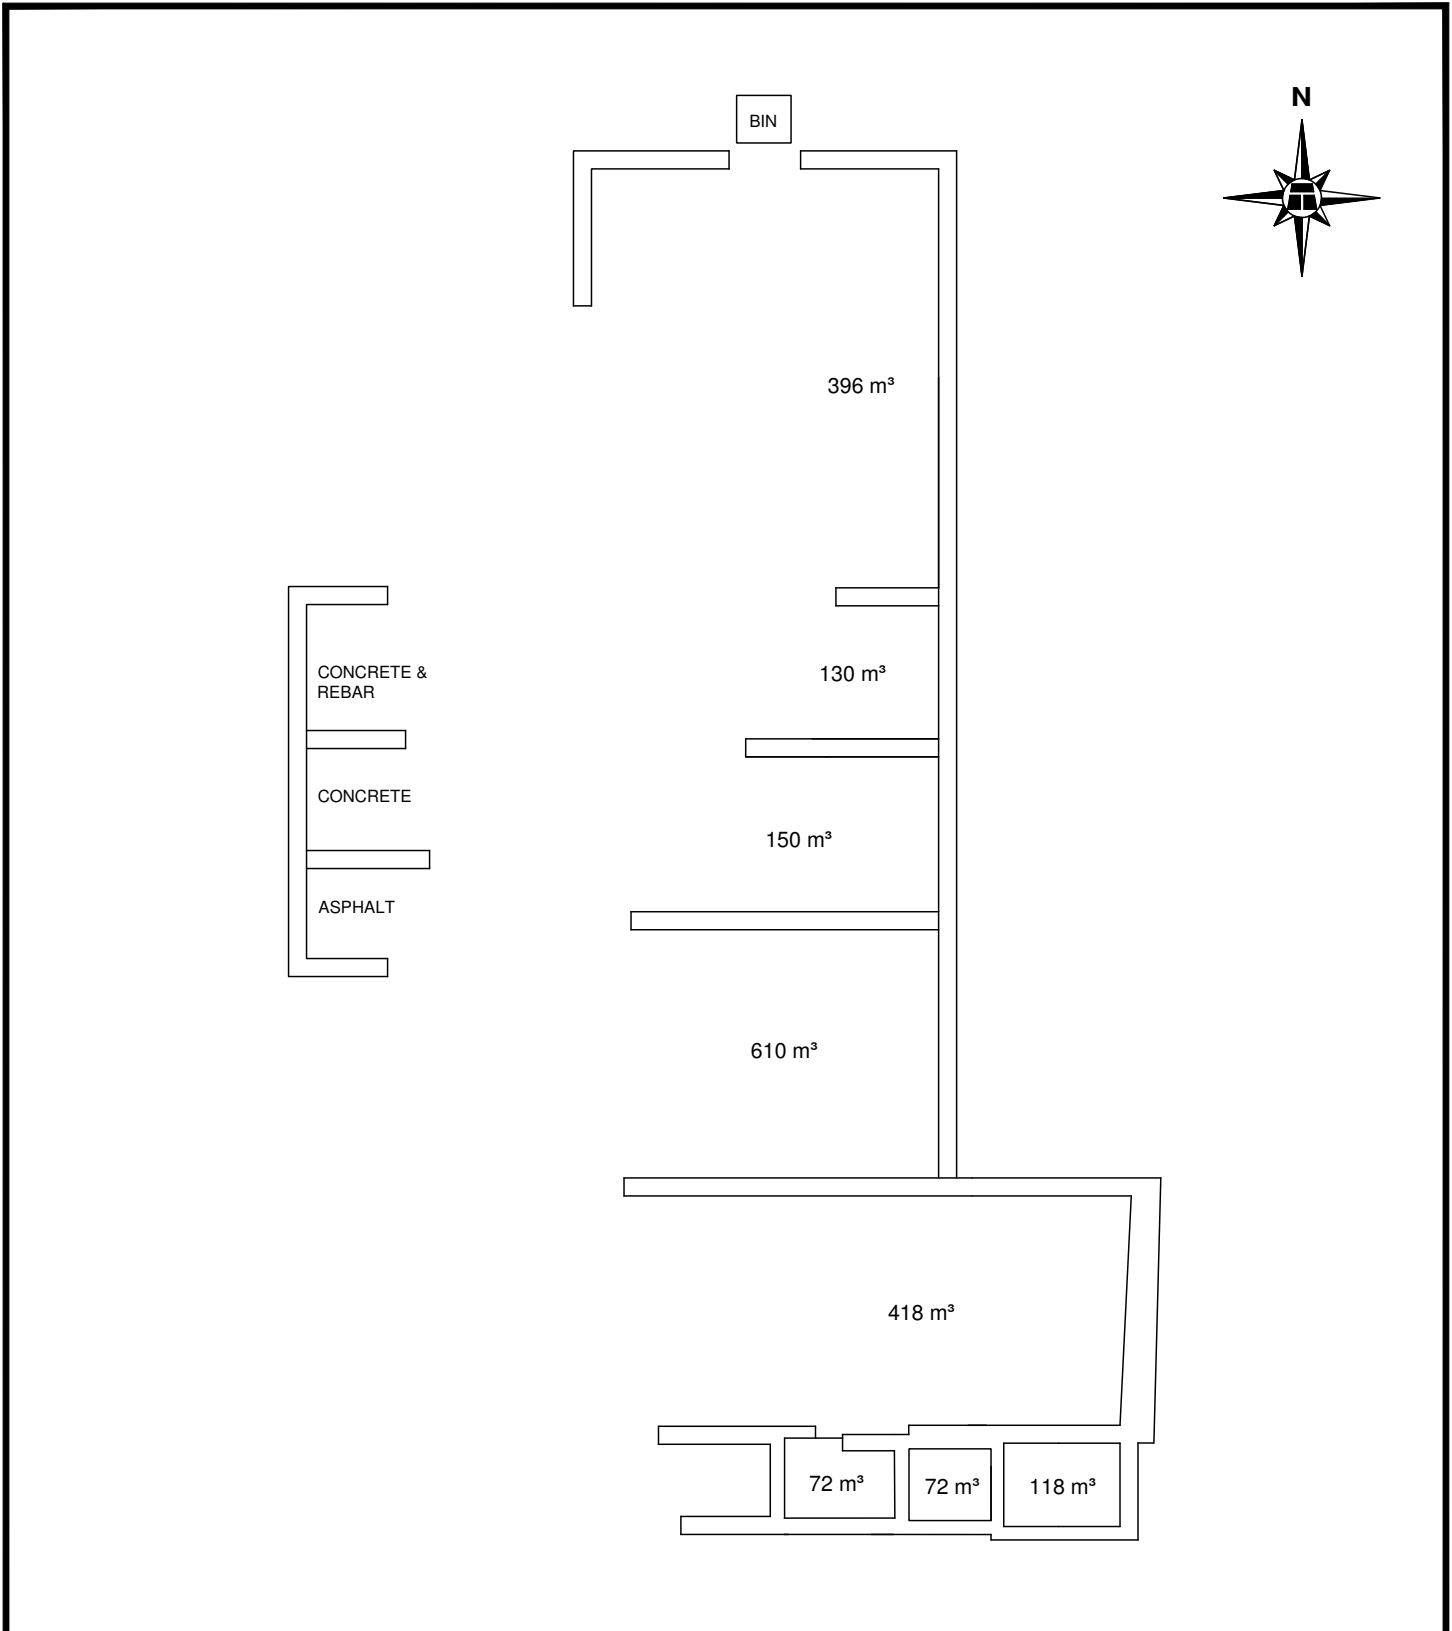 BIN
N
396 m³
CONCRETE &
REBAR
130 m³
CONCRETE
150 m³
ASPHALT
610 m³
418 m³
72 m³
72 m³
118 m³